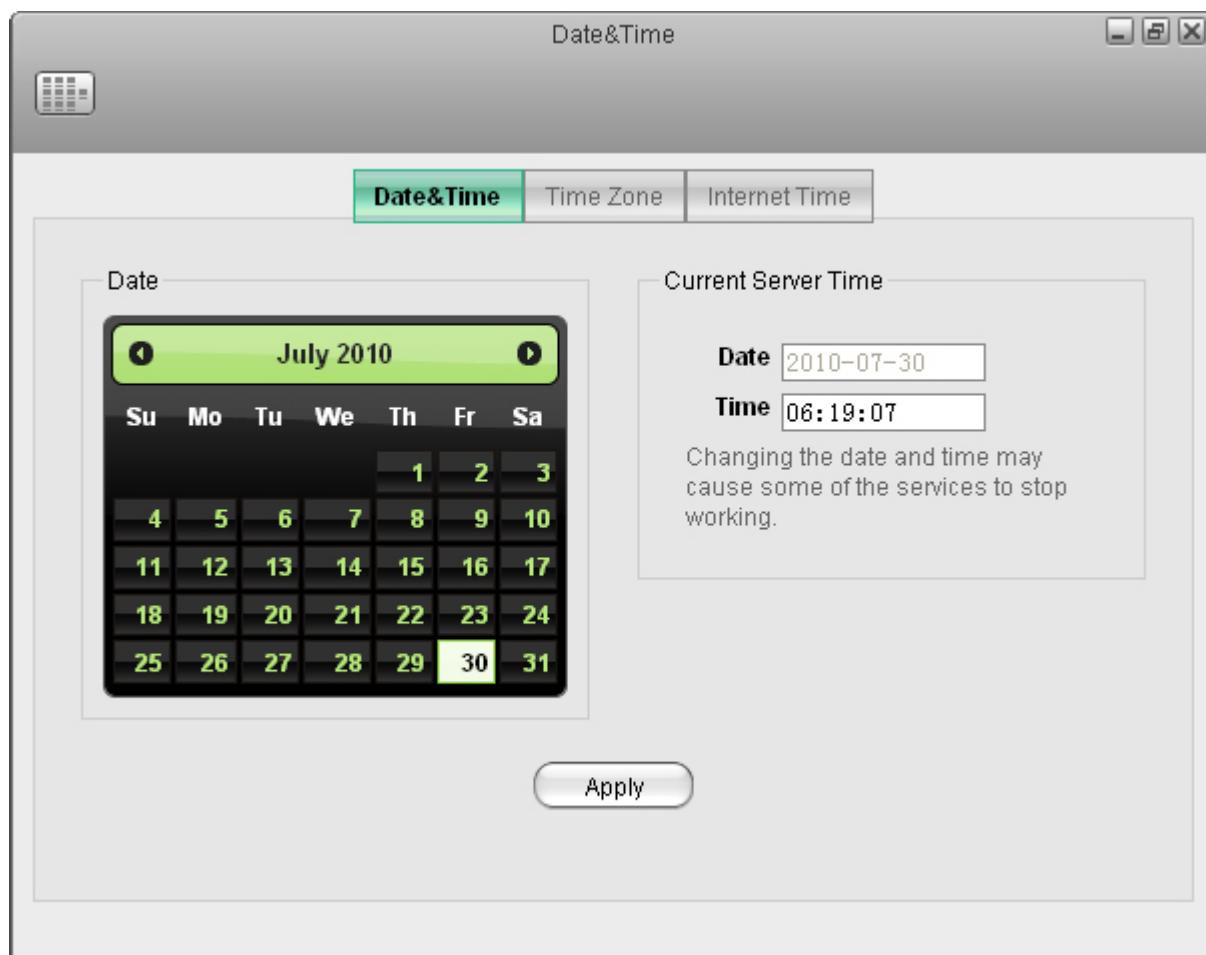 Date&Time
Date&Time Time Zone Internet Time
Date
July 2010
Su Mo Tu We Th Fr Sa
1 2 3
4 5 6 7 8 9 10
11 12 13 14 15 16 17
18 19 20 21 22 23 24
25 26 27 28 29 30 31
Current Server Time
Date 2010-07-30
Time 06:19:07
Changing the date and time may
cause some of the services to stop
working.
Apply